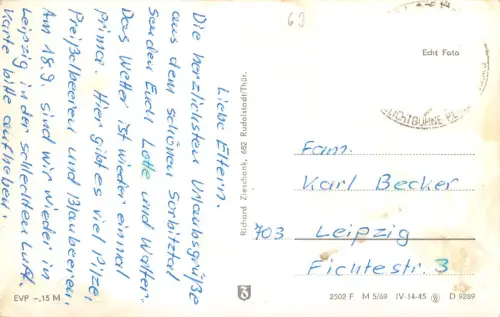 Liebe Eltern.
Die herzlichsten Urlaubsgrüße
aus dem schönen Sorbitztal
senden Euch Lotte und Walter.
Das Wetter ist wieder einmal
prima. Hier gibt es viel Pilze,
Preißelbeeren und Blaubeeren.
Am 18.9. sind wir wieder in
Leipzig in der schlechten Luft.
Karte bitte aufheben.
63
Echt Foto
Richard Zieschank, 682 Rudolstadt/Thür.
Fam.
Karl Becker
703 Leipzig
Fichtestr. 3
EVP -,15 M
2502 F M 5/69 IV-14-45 D 9289